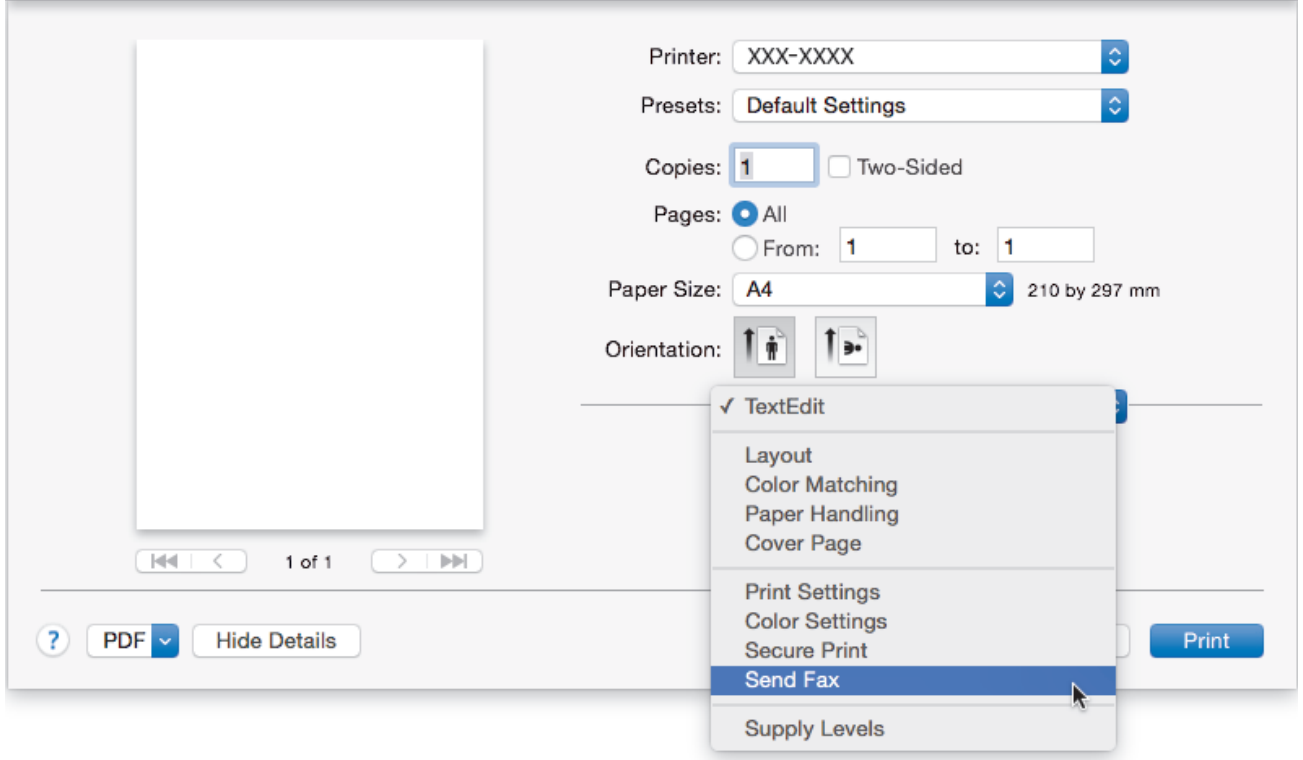 Printer: XXX-XXXX
Presets: Default Settings
Copies: 1 Two-Sided
Pages: All
From: 1 to: 1
Paper Size: A4 210 by 297 mm
Orientation:
✓ TextEdit
Layout
Color Matching
Paper Handling
Cover Page
Print Settings
Color Settings
Secure Print
Send Fax
Supply Levels
1 of 1
? PDF Hide Details Print